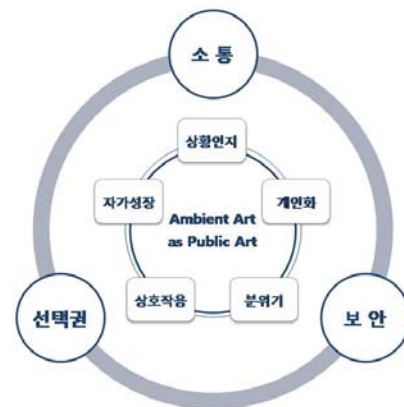 소 통
상황인지
자가성장
개인화
Ambient Art
as Public Art
상호작용
분위기
선택권
보 안